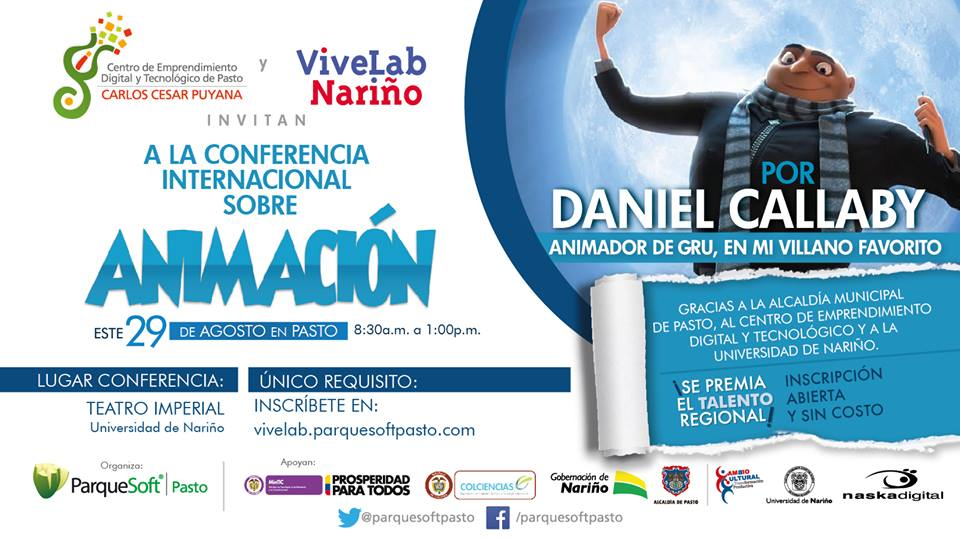 Centro de Emprendimiento
Digital y Tecnológico de Pasto
CARLOS CESAR PUYANA
y
ViveLab
Nariño
INVITAN
A LA CONFERENCIA
INTERNACIONAL
SOBRE
ANIMACIÓN
ESTE 29 DE AGOSTO EN PASTO 8:30a.m. a 1:00p.m.
POR
DANIEL CALLABY
ANIMADOR DE GRU, EN MI VILLANO FAVORITO
GRACIAS A LA ALCALDÍA MUNICIPAL
DE PASTO, AL CENTRO DE EMPRENDIMIENTO
DIGITAL Y TECNOLÓGICO Y A LA
UNIVERSIDAD DE NARIÑO.
¡SE PREMIA
EL TALENTO
REGIONAL!
INSCRIPCIÓN
ABIERTA
Y SIN COSTO
LUGAR CONFERENCIA:
TEATRO IMPERIAL
Universidad de Nariño
ÚNICO REQUISITO:
INSCRÍBETE EN:
vivelab.parquesoftpasto.com
Organiza:
ParqueSoft Pasto
Apoyan:
MinTIC
PROSPERIDAD
PARA TODOS
COLCIENCIAS
Gobernación de
Nariño
ALCALDÍA DE PASTO
CAMBIO
CULTURAL
Transformación
Productiva
Universidad de Nariño
naskadigital
@parquesoftpasto
/parquesoftpasto